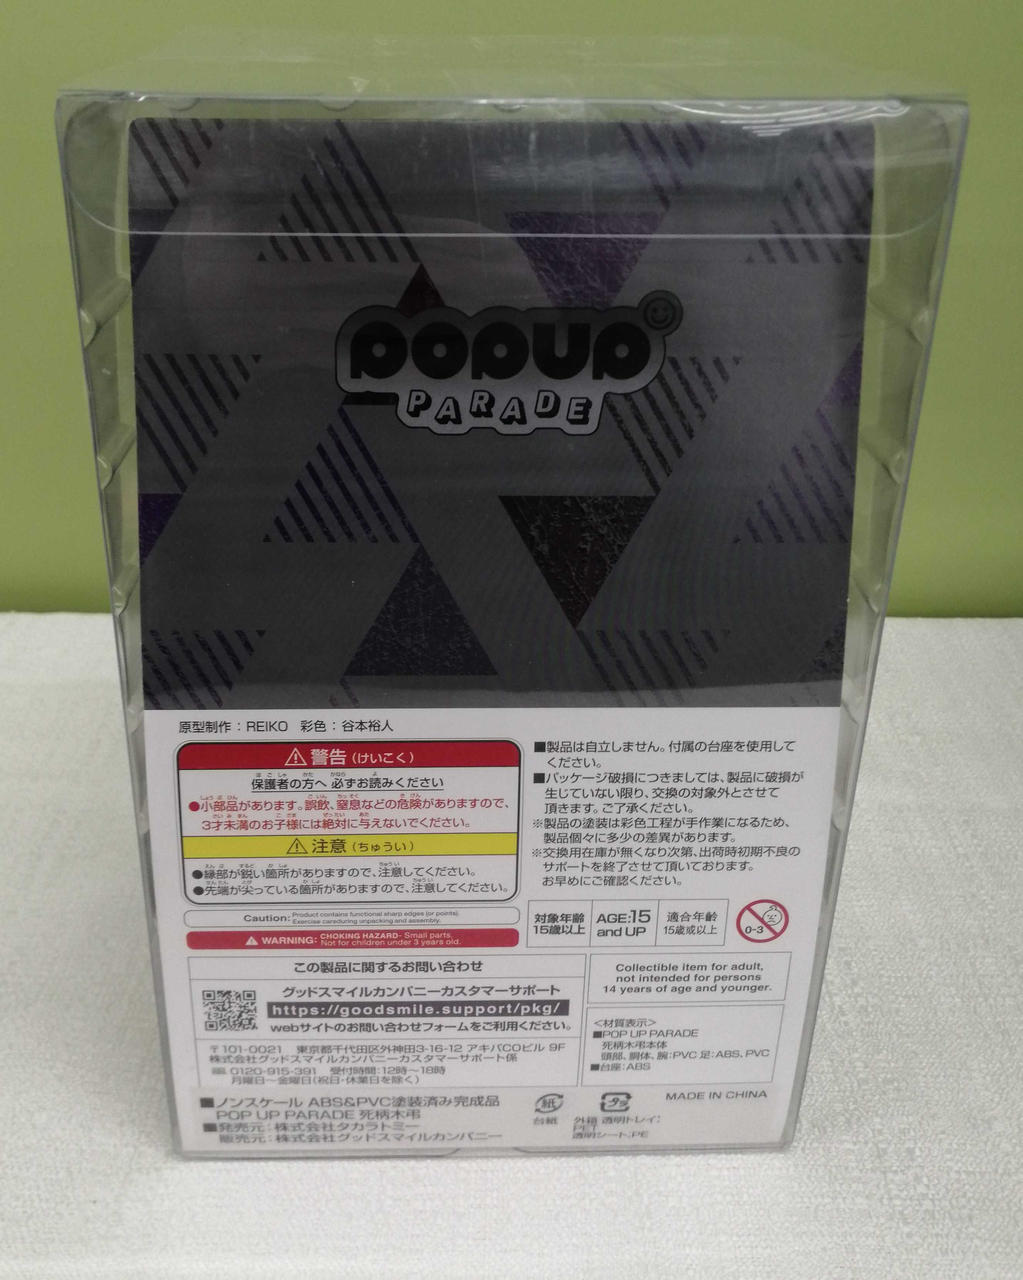 POPUP
PARADE
原型制作：REIKO 彩色：谷本裕人
警告（けいこく）
保護者の方へ 必ずお読みください
●小部品があります。誤飲、窒息などの危険がありますので、
3才未満のお子様には絶対に与えないでください。
注意（ちゅうい）
●縁部が鋭い箇所がありますので、注意してください。
●先端が尖っている箇所がありますので、注意してください。
Caution: Product contains functional sharp edges (or points).
Exercise care during unpacking and assembly.
WARNING: CHOKING HAZARD- Small parts.
Not for children under 3 years old.
■製品は自立しません。付属の台座を使用して
ください。
■パッケージ破損につきましては、製品に破損が
生じていない限り、交換の対象外とさせて
頂きます。ご了承ください。
※製品の塗装は彩色工程が手作業になるため、
製品個々に多少の差異があります。
※交換用在庫が無くなり次第、出荷時初期不良の
サポートを終了させて頂いております。
お早めにご確認ください。
対象年齢
15歳以上
AGE:15
and UP
適合年齢
15歳或以上
0-3
この製品に関するお問い合わせ
グッドスマイルカンパニーカスタマーサポート
https://goodsmile.support/pkg/
webサイトのお問い合わせフォームをご利用ください。
〒101-0021 東京都千代田区外神田3-16-12 アキバCOビル 9F
株式会社グッドスマイルカンパニーカスタマーサポート係
0120-915-391 受付時間：12時～18時
月曜日～金曜日（祝日・休業日を除く）
Collectible item for adult,
not intended for persons
14 years of age and younger.
＜材質表示＞
■POP UP PARADE
死柄木弔本体
頭部、胴体、腕：PVC 足：ABS、PVC
■台座：ABS
■ノンスケール ABS&PVC塗装済み完成品
POP UP PARADE 死柄木弔
■発売元：株式会社タカラトミー
販売元：株式会社グッドスマイルカンパニー
紙
台紙
プラ
外箱 透明トレイ：
PET
透明シート:PE
MADE IN CHINA